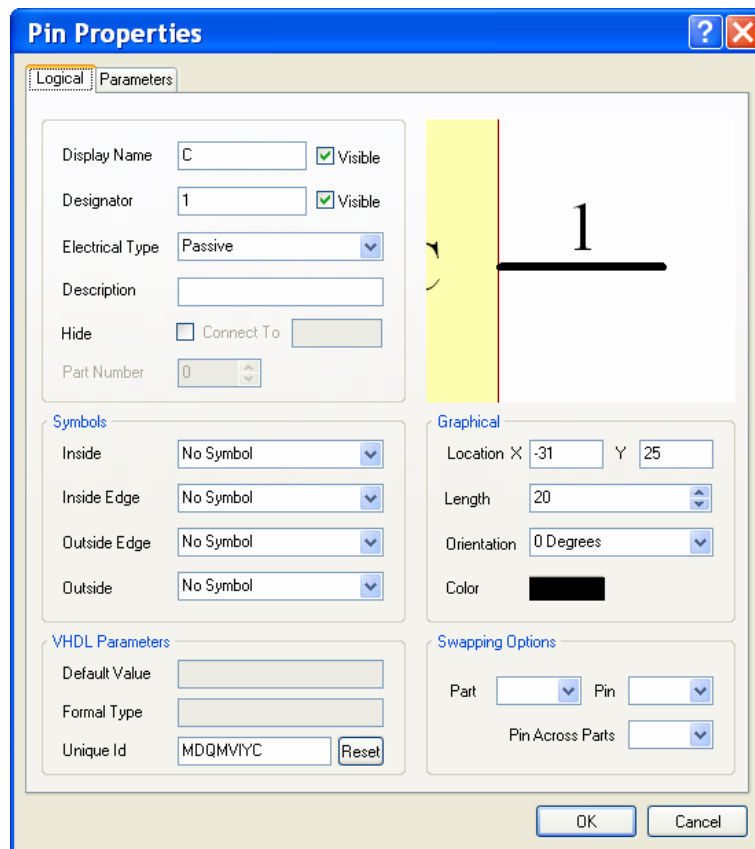 Pin Properties
Logical Parameters
Display Name C Visible
Designator 1 Visible
Electrical Type Passive
Description
Hide Connect To
Part Number 0
C 1
Symbols
Inside No Symbol
Inside Edge No Symbol
Outside Edge No Symbol
Outside No Symbol
Graphical
Location X -31 Y 25
Length 20
Orientation 0 Degrees
Color
VHDL Parameters
Default Value
Formal Type
Unique Id MDQMVIYC Reset
Swapping Options
Part Pin
Pin Across Parts
OK Cancel